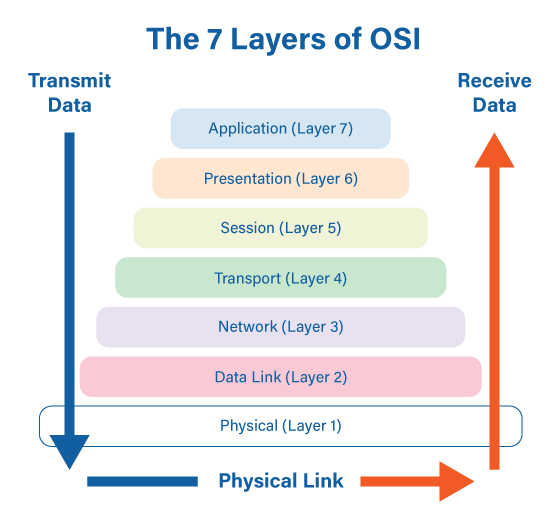 The 7 Layers of OSI
Transmit
Data
Receive
Data
Application (Layer 7)
Presentation (Layer 6)
Session (Layer 5)
Transport (Layer 4)
Network (Layer 3)
Data Link (Layer 2)
Physical (Layer 1)
Physical Link